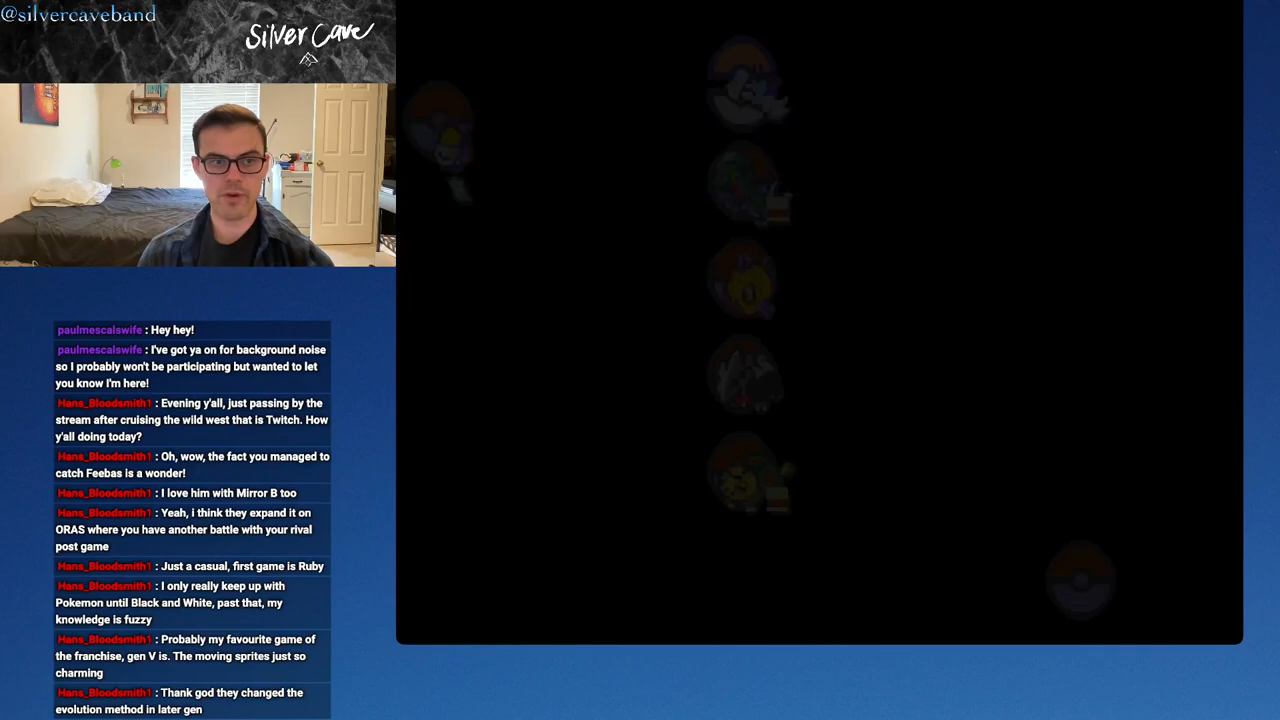 @silvercaveband
Silver Cave
paulmescalswife : Hey hey!
paulmescalswife : I've got ya on for background noise
so I probably won't be participating but wanted to let
you know I'm here!
Hans_Bloodsmith1 : Evening y'all, just passing by the
stream after cruising the wild west that is Twitch. How
y'all doing today?
Hans_Bloodsmith1 : Oh, wow, the fact you managed to
catch Feebas is a wonder!
Hans_Bloodsmith1 : I love him with Mirror B too
Hans_Bloodsmith1 : Yeah, i think they expand it on
ORAS where you have another battle with your rival
post game
Hans_Bloodsmith1 : Just a casual, first game is Ruby
Hans_Bloodsmith1 : I only really keep up with
Pokemon until Black and White, past that, my
knowledge is fuzzy
Hans_Bloodsmith1 : Probably my favourite game of
the franchise, gen V is. The moving sprites just so
charming
Hans_Bloodsmith1 : Thank god they changed the
evolution method in later gen